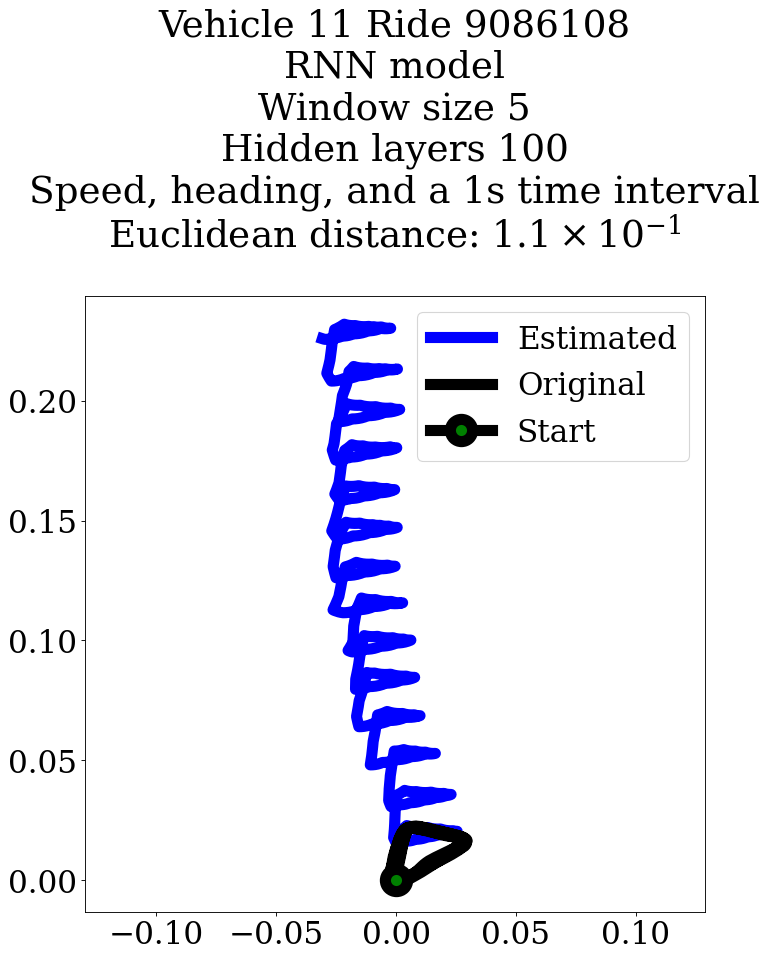 Vehicle 11 Ride 9086108
RNN model
Window size 5
Hidden layers 100
Speed, heading, and a 1s time interval
Euclidean distance: 1.1 × 10⁻¹
Estimated
Original
Start
0.20
0.15
0.10
0.05
0.00
−0.10
−0.05
0.00
0.05
0.10